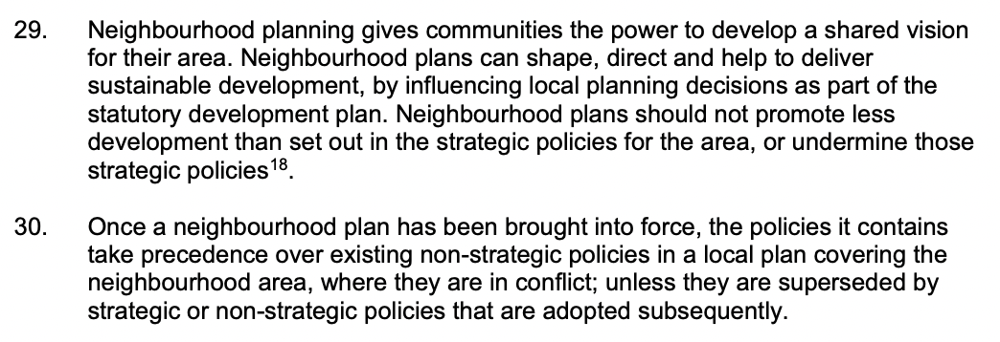 29. Neighbourhood planning gives communities the power to develop a shared vision
for their area. Neighbourhood plans can shape, direct and help to deliver
sustainable development, by influencing local planning decisions as part of the
statutory development plan. Neighbourhood plans should not promote less
development than set out in the strategic policies for the area, or undermine those
strategic policies¹⁸.
30. Once a neighbourhood plan has been brought into force, the policies it contains
take precedence over existing non-strategic policies in a local plan covering the
neighbourhood area, where they are in conflict; unless they are superseded by
strategic or non-strategic policies that are adopted subsequently.